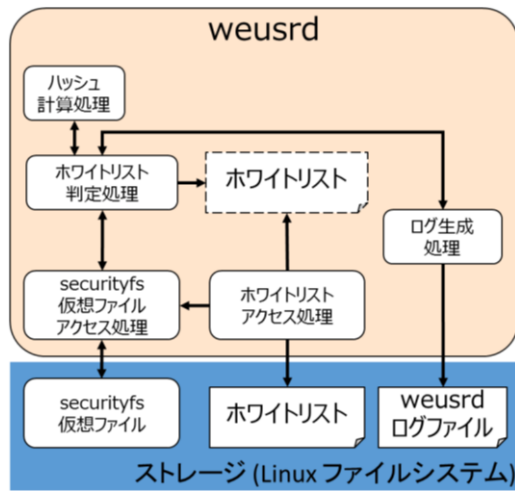 weusrd
ハッシュ
計算処理
ホワイトリスト
判定処理
ホワイトリスト
ログ生成
処理
securityfs
仮想ファイル
アクセス処理
ホワイトリスト
アクセス処理
securityfs
仮想ファイル
ホワイトリスト
weusrd
ログファイル
ストレージ (Linux ファイルシステム)